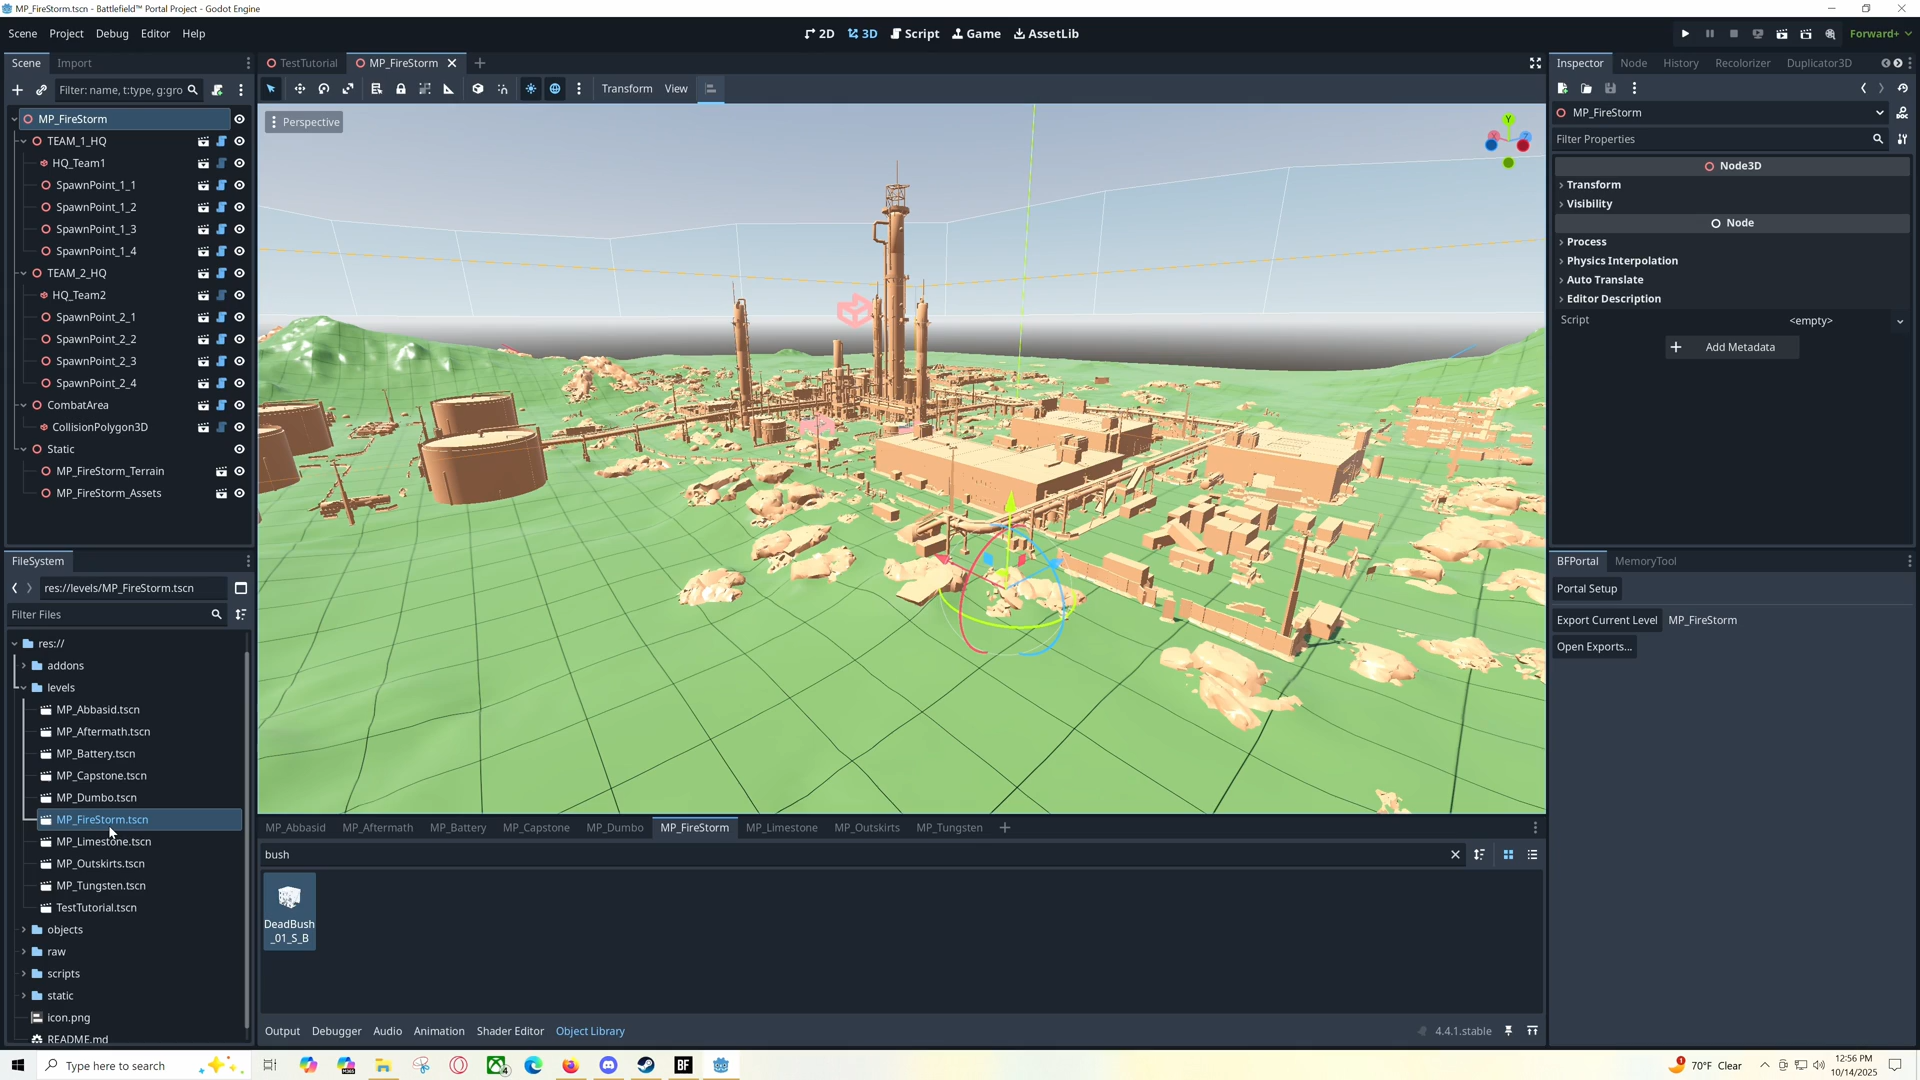 MP_FireStorm.tscn - Battlefield™ Portal Project - Godot Engine
Scene Project Debug Editor Help
2D 3D Script Game AssetLib
Forward+
Scene Import
TestTutorial MP_FireStorm
Inspector Node History Recolorizer Duplicator3D
Filter: name, t:type, g:gro
Transform View
MP_FireStorm
TEAM_1_HQ
HQ_Team1
SpawnPoint_1_1
SpawnPoint_1_2
SpawnPoint_1_3
SpawnPoint_1_4
TEAM_2_HQ
HQ_Team2
SpawnPoint_2_1
SpawnPoint_2_2
SpawnPoint_2_3
SpawnPoint_2_4
CombatArea
CollisionPolygon3D
Static
MP_FireStorm_Terrain
MP_FireStorm_Assets
Perspective
Y
X
Z
MP_FireStorm
Filter Properties
Node3D
Transform
Visibility
Node
Process
Physics Interpolation
Auto Translate
Editor Description
Script <empty>
Add Metadata
FileSystem
res://levels/MP_FireStorm.tscn
Filter Files
res://
addons
levels
MP_Abbasid.tscn
MP_Aftermath.tscn
MP_Battery.tscn
MP_Capstone.tscn
MP_Dumbo.tscn
MP_FireStorm.tscn
MP_Limestone.tscn
MP_Outskirts.tscn
MP_Tungsten.tscn
TestTutorial.tscn
objects
raw
scripts
static
icon.png
README.md
BFPortal MemoryTool
Portal Setup
Export Current Level MP_FireStorm
Open Exports...
MP_Abbasid MP_Aftermath MP_Battery MP_Capstone MP_Dumbo MP_FireStorm MP_Limestone MP_Outskirts MP_Tungsten
bush
DeadBush
_01_S_B
Output Debugger Audio Animation Shader Editor Object Library
4.4.1.stable
Type here to search
4
BF
1
70°F Clear
12:56 PM
10/14/2025